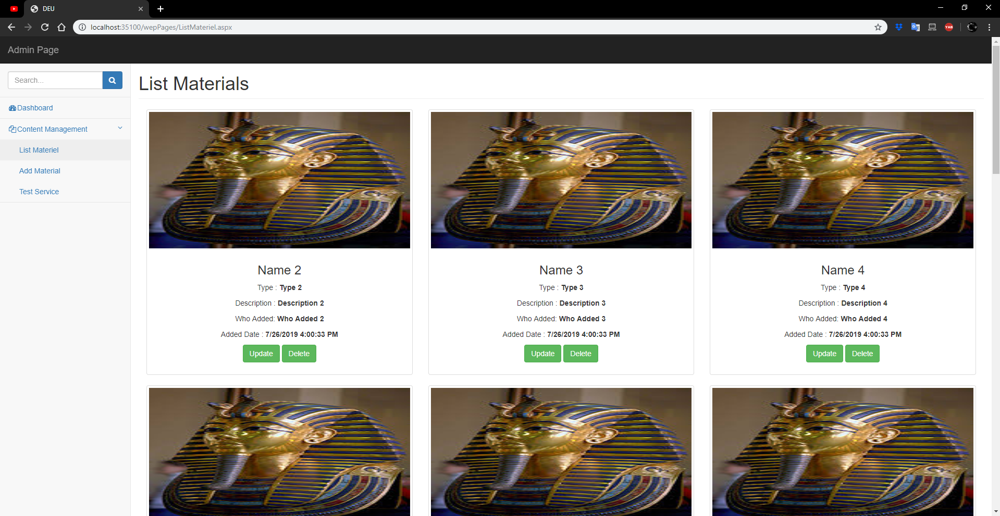 DEU
localhost:35100/wepPages/ListMateriel.aspx
YAB
Admin Page
Search...
List Materials
Dashboard
Content Management
List Materiel
Add Material
Test Service
Name 2
Type : Type 2
Description : Description 2
Who Added: Who Added 2
Added Date : 7/26/2019 4:00:33 PM
Update Delete
Name 3
Type : Type 3
Description : Description 3
Who Added: Who Added 3
Added Date : 7/26/2019 4:00:33 PM
Update Delete
Name 4
Type : Type 4
Description : Description 4
Who Added: Who Added 4
Added Date : 7/26/2019 4:00:33 PM
Update Delete